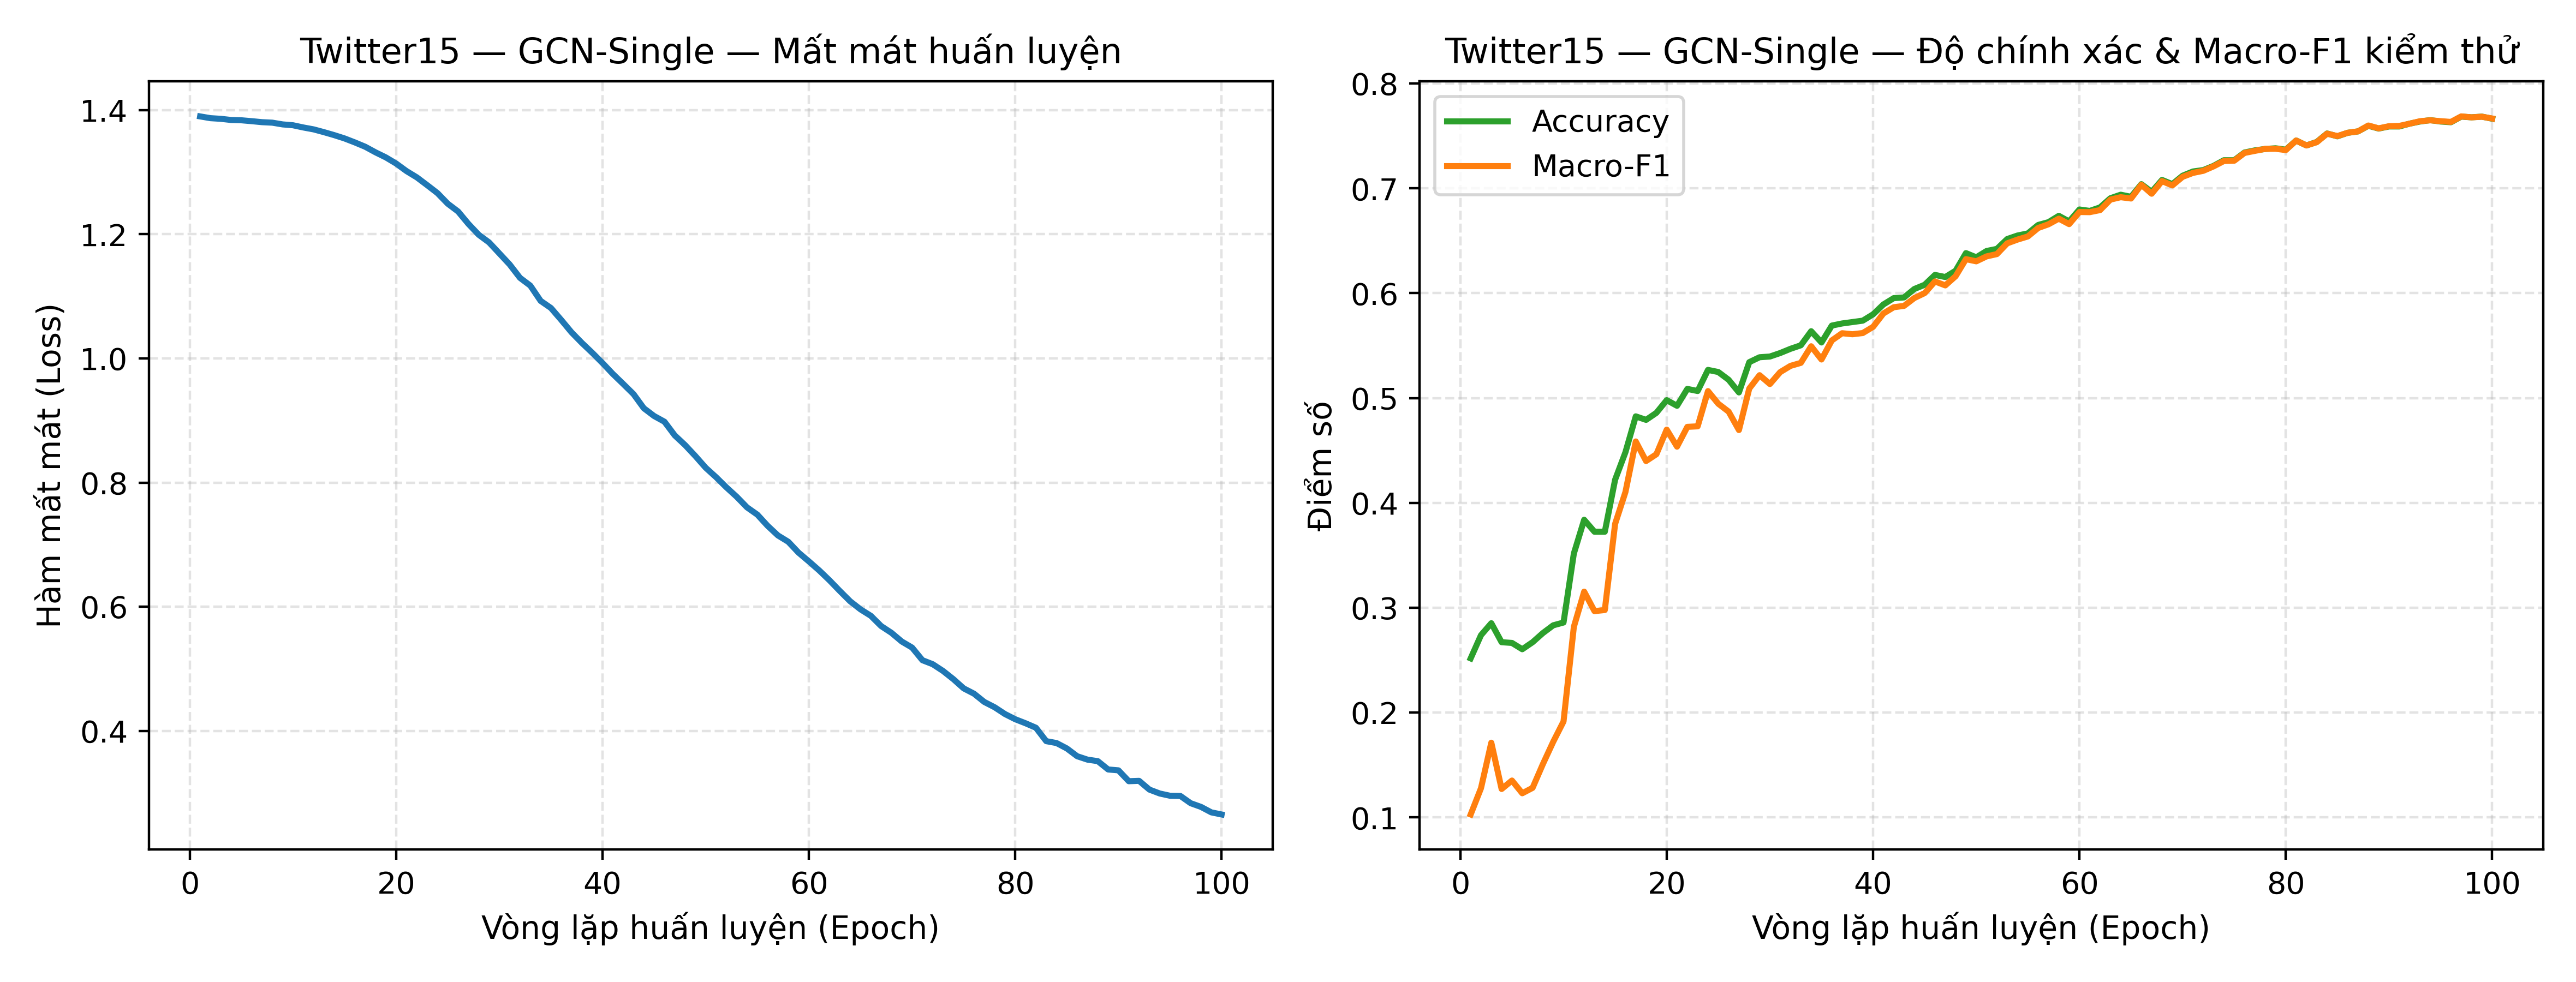 Twitter15 — GCN-Single — Mất mát huấn luyện
Hàm mất mát (Loss)
1.4
1.2
1.0
0.8
0.6
0.4
0 20 40 60 80 100
Vòng lặp huấn luyện (Epoch)
Twitter15 — GCN-Single — Độ chính xác & Macro-F1 kiểm thử
Accuracy
Macro-F1
Điểm số
0.8
0.7
0.6
0.5
0.4
0.3
0.2
0.1
0 20 40 60 80 100
Vòng lặp huấn luyện (Epoch)